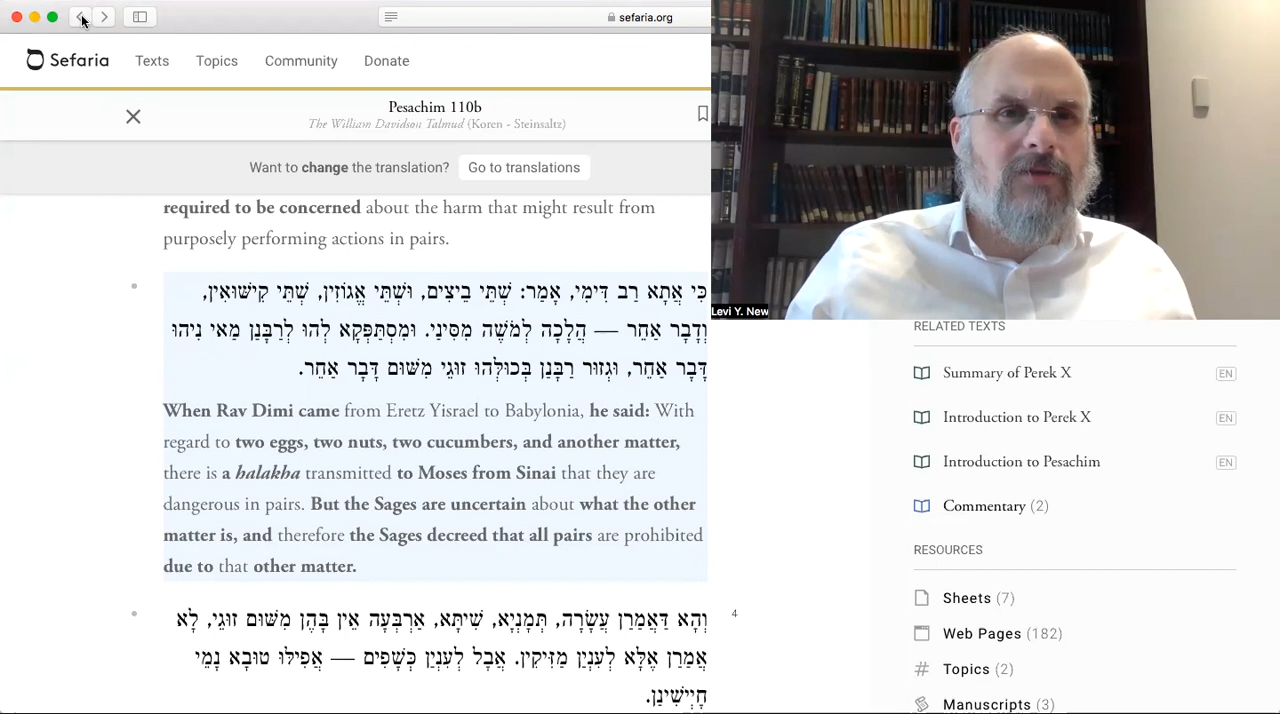 sefaria.org
Sefaria
Texts
Topics
Community
Donate
Pesachim 110b
The William Davidson Talmud (Koren - Steinsaltz)
Want to change the translation?
Go to translations
required to be concerned about the harm that might result from
purposely performing actions in pairs.
כִּי אֲתָא רַב דִּימִי, אָמַר: שְׁתֵּי בֵיצִים, וּשְׁתֵּי אֱגוֹזִין, שְׁתֵּי קִישּׁוּאִין,
וְדָבָר אַחֵר — הֲלָכָה לְמֹשֶׁה מִסִּינַי. וּמִסְתַּפְּקָא לְהוּ לְרַבָּנַן מַאי נִיהוּ
דָּבָר אַחֵר, וּגְזוּר רַבָּנַן בְּכוּלְּהוּ זוּגֵי מִשּׁוּם דָּבָר אַחֵר.
When Rav Dimi came from Eretz Yisrael to Babylonia, he said: With
regard to two eggs, two nuts, two cucumbers, and another matter,
there is a halakha transmitted to Moses from Sinai that they are
dangerous in pairs. But the Sages are uncertain about what the other
matter is, and therefore the Sages decreed that all pairs are prohibited
due to that other matter.
4
וְהָא דַּאֲמַרַן עֲשָׂרָה, תְּמָנְיָא, שִׁיתָּא, אַרְבְּעָה אֵין בָּהֶן מִשּׁוּם זוּגֵי, לָא
אֲמַרַן אֶלָּא לְעִנְיַן מַזִּיקִין. אֲבָל לְעִנְיַן כְּשָׁפִים — אֲפִילּוּ טוּבָא נָמֵי
חָיְישִׁינַן.
Levi Y. New
RELATED TEXTS
Summary of Perek X EN
Introduction to Perek X EN
Introduction to Pesachim EN
Commentary (2)
RESOURCES
Sheets (7)
Web Pages (182)
Topics (2)
Manuscripts (3)